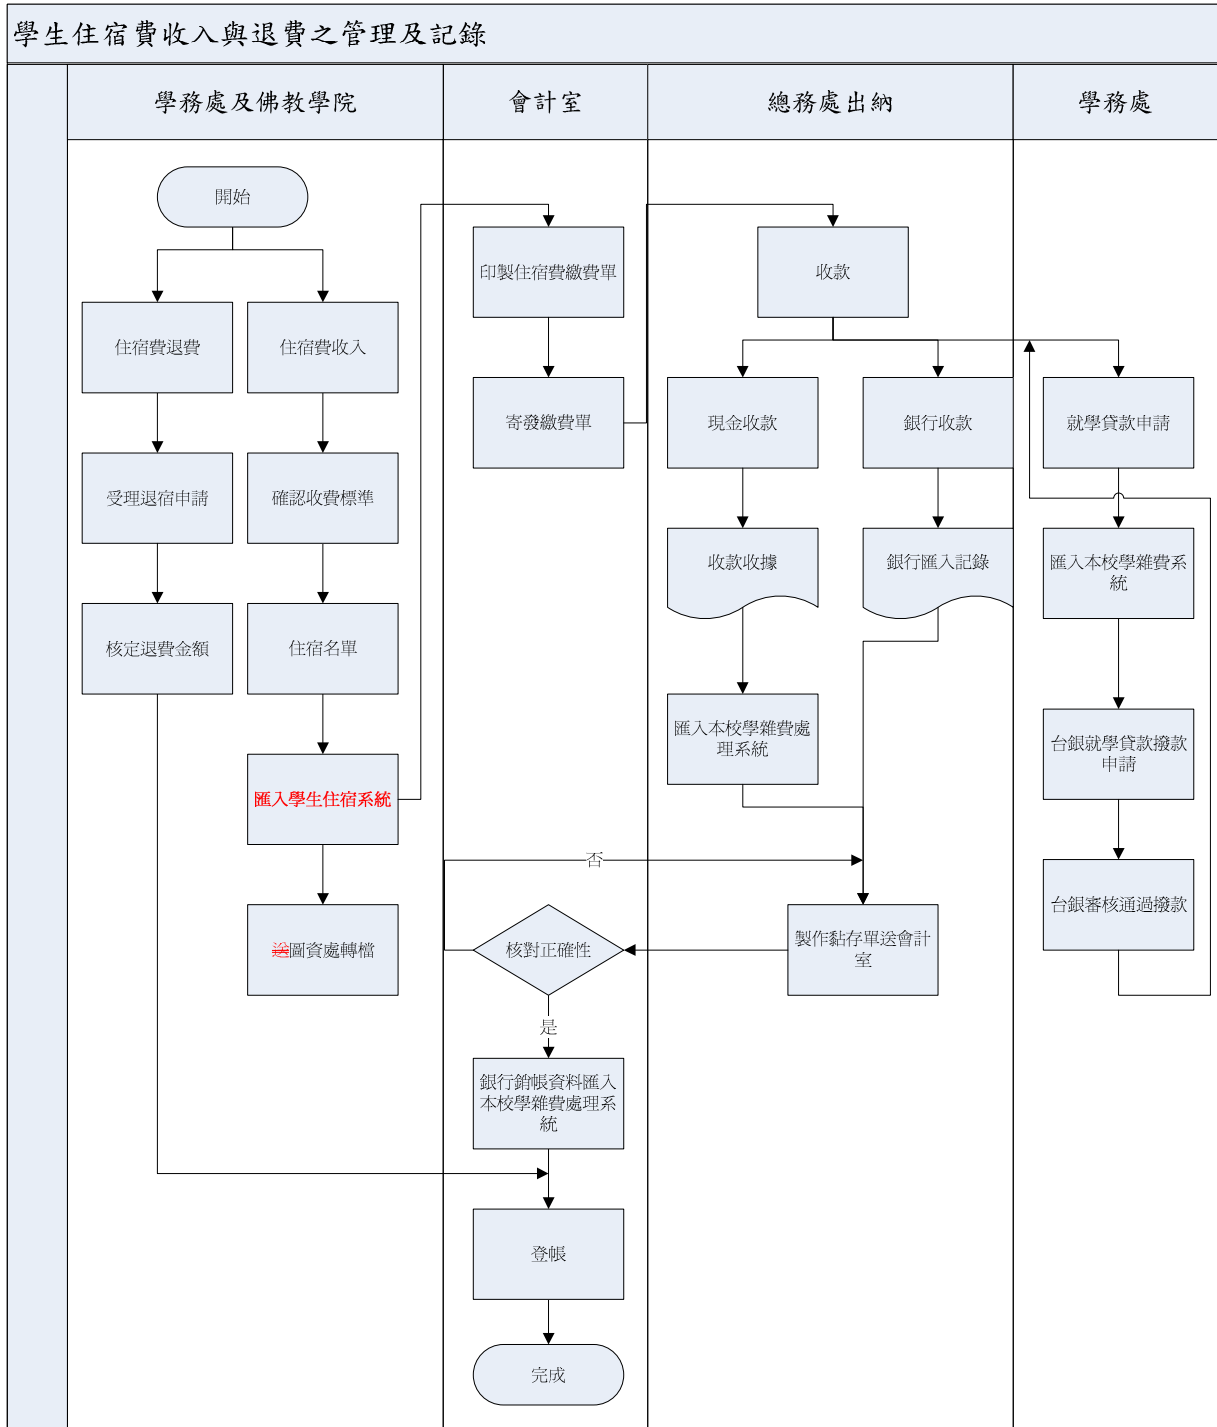 學生住宿費收入與退費之管理及記錄
學務處及佛教學院
會計室
總務處出納
學務處
開始
印製住宿費繳費單
收款
住宿費退費
住宿費收入
寄發繳費單
現金收款
銀行收款
就學貸款申請
受理退宿申請
確認收費標準
收款收據
銀行匯入記錄
匯入本校學雜費系
統
核定退費金額
住宿名單
匯入本校學雜費處
理系統
台銀就學貸款撥款
申請
匯入學生住宿系統
否
台銀審核通過撥款
送圖資處轉檔
核對正確性
製作黏存單送會計
室
是
銀行銷帳資料匯入
本校學雜費處理系
統
登帳
完成